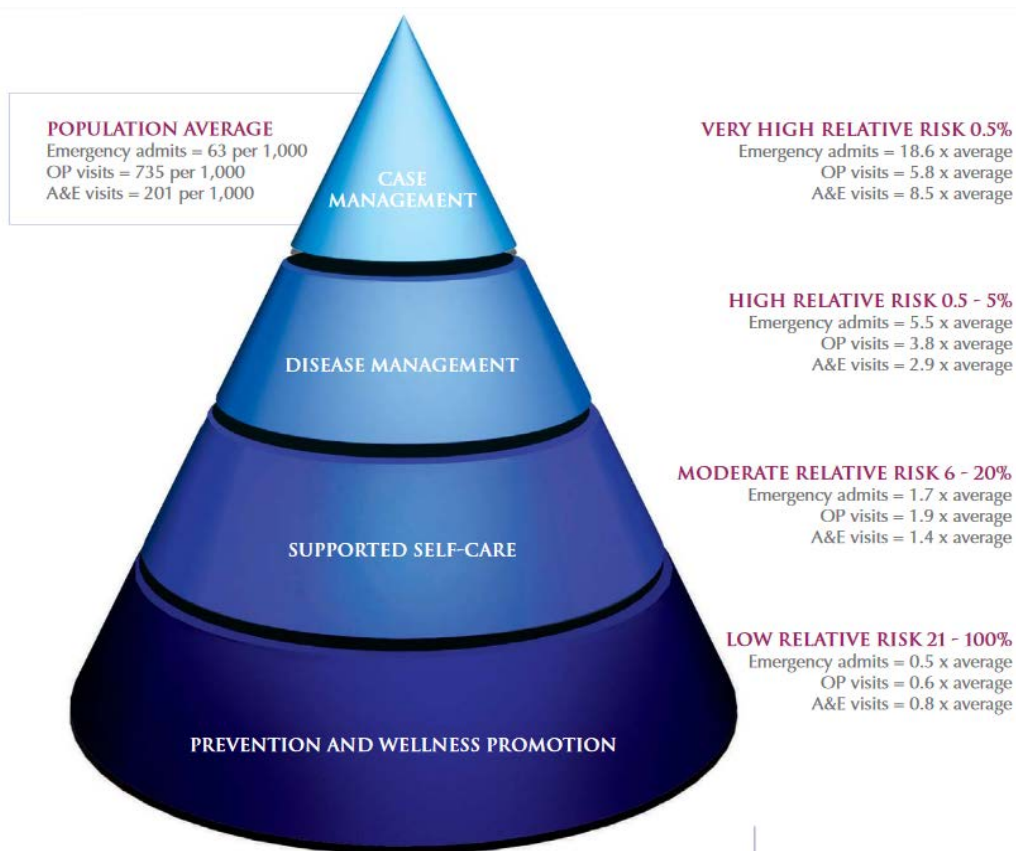 POPULATION AVERAGE
Emergency admits = 63 per 1,000
OP visits = 735 per 1,000
A&E visits = 201 per 1,000
CASE
MANAGEMENT
VERY HIGH RELATIVE RISK 0.5%
Emergency admits = 18.6 x average
OP visits = 5.8 x average
A&E visits = 8.5 x average
DISEASE MANAGEMENT
HIGH RELATIVE RISK 0.5 - 5%
Emergency admits = 5.5 x average
OP visits = 3.8 x average
A&E visits = 2.9 x average
SUPPORTED SELF-CARE
MODERATE RELATIVE RISK 6 - 20%
Emergency admits = 1.7 x average
OP visits = 1.9 x average
A&E visits = 1.4 x average
PREVENTION AND WELLNESS PROMOTION
LOW RELATIVE RISK 21 - 100%
Emergency admits = 0.5 x average
OP visits = 0.6 x average
A&E visits = 0.8 x average